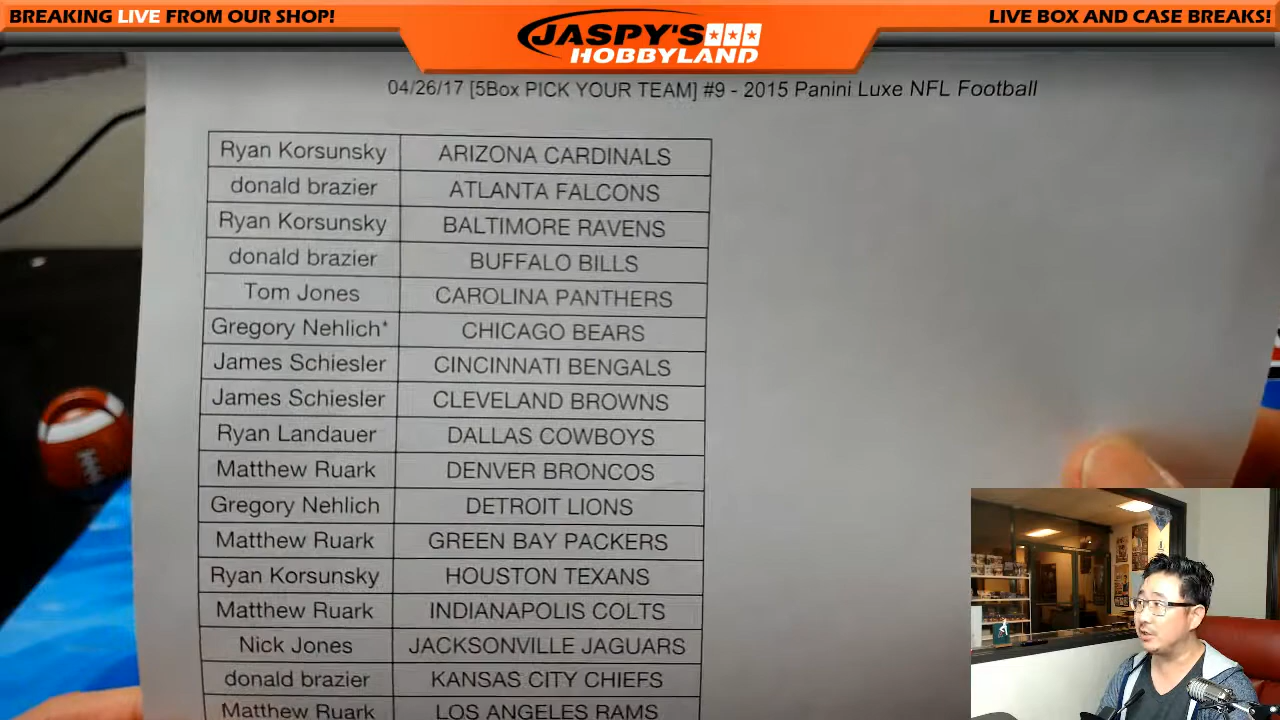 BREAKING LIVE FROM OUR SHOP!
JASPY'S
HOBBYLAND
LIVE BOX AND CASE BREAKS!
04/26/17 [5Box PICK YOUR TEAM] #9 - 2015 Panini Luxe NFL Football
Ryan Korsunsky ARIZONA CARDINALS
donald brazier ATLANTA FALCONS
Ryan Korsunsky BALTIMORE RAVENS
donald brazier BUFFALO BILLS
Tom Jones CAROLINA PANTHERS
Gregory Nehlich* CHICAGO BEARS
James Schiesler CINCINNATI BENGALS
James Schiesler CLEVELAND BROWNS
Ryan Landauer DALLAS COWBOYS
Matthew Ruark DENVER BRONCOS
Gregory Nehlich DETROIT LIONS
Matthew Ruark GREEN BAY PACKERS
Ryan Korsunsky HOUSTON TEXANS
Matthew Ruark INDIANAPOLIS COLTS
Nick Jones JACKSONVILLE JAGUARS
donald brazier KANSAS CITY CHIEFS
Matthew Ruark LOS ANGELES RAMS